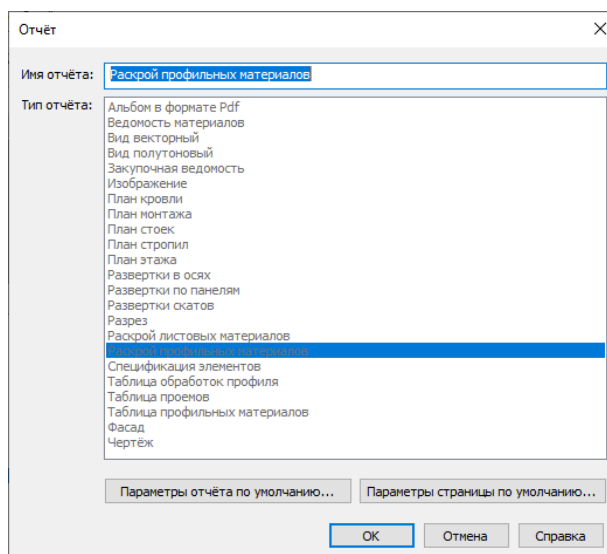 Отчёт
Имя отчёта: Раскрой профильных материалов
Тип отчёта:
Альбом в формате Pdf
Ведомость материалов
Вид векторный
Вид полутоновый
Закупочная ведомость
Изображение
План кровли
План монтажа
План стоек
План стропил
План этажа
Развертки в осях
Развертки по панелям
Развертки скатов
Разрез
Раскрой листовых материалов
Раскрой профильных материалов
Спецификация элементов
Таблица обработок профиля
Таблица проемов
Таблица профильных материалов
Фасад
Чертёж
Параметры отчёта по умолчанию... Параметры страницы по умолчанию...
OK Отмена Справка